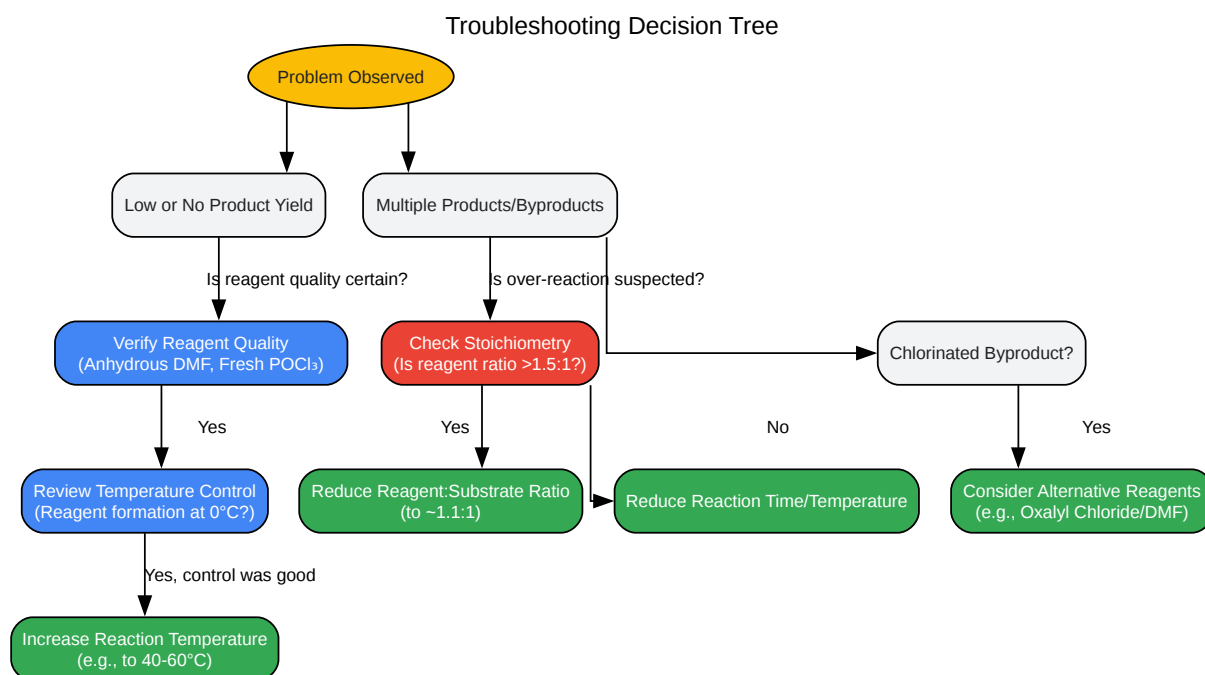 Troubleshooting Decision Tree
Problem Observed
Low or No Product Yield
Multiple Products/Byproducts
Is reagent quality certain?
Is over-reaction suspected?
Verify Reagent Quality
(Anhydrous DMF, Fresh POCl₃)
Check Stoichiometry
(Is reagent ratio >1.5:1?)
Chlorinated Byproduct?
Yes
Yes
No
Yes
Review Temperature Control
(Reagent formation at 0°C?)
Reduce Reagent:Substrate Ratio
(to ~1.1:1)
Reduce Reaction Time/Temperature
Consider Alternative Reagents
(e.g., Oxalyl Chloride/DMF)
Yes, control was good
Increase Reaction Temperature
(e.g., to 40-60°C)